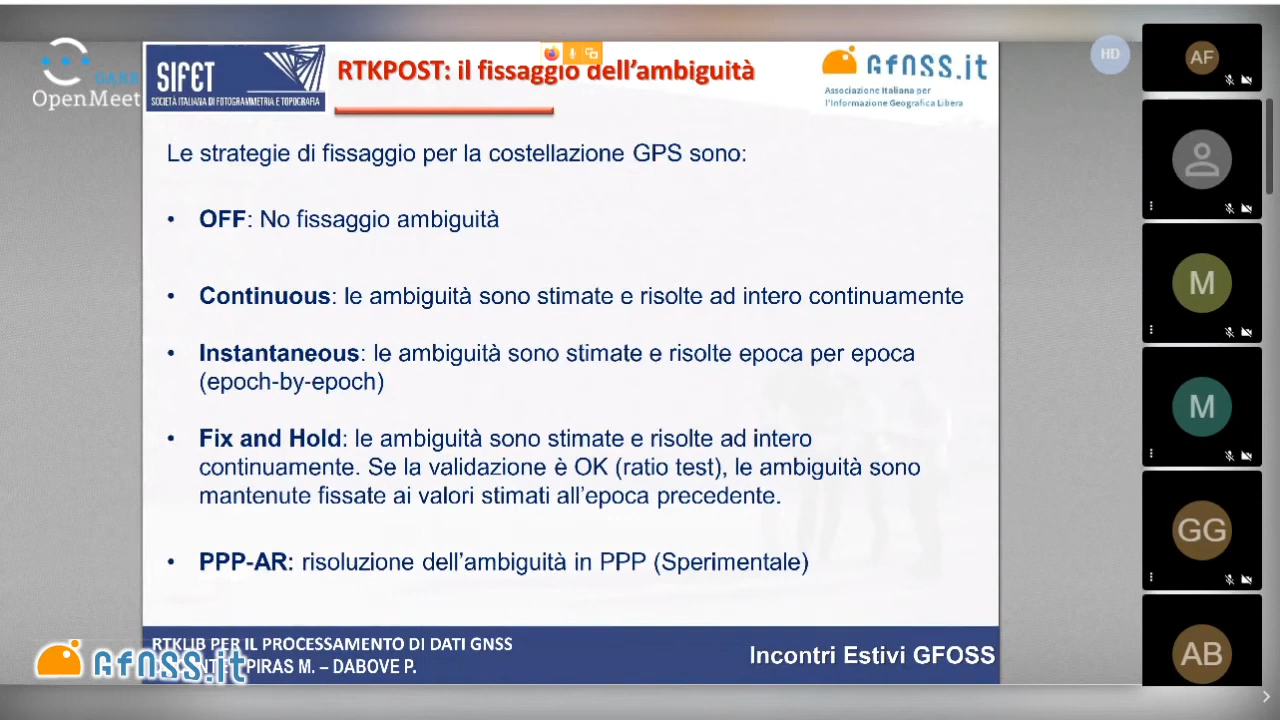 GARR
OpenMeet
SIFET
SOCIETÀ ITALIANA DI FOTOGRAMMETRIA E TOPOGRAFIA
RTKPOST: il fissaggio dell'ambiguità
GFOSS.it
Associazione Italiana per
l'Informazione Geografica Libera
HD
AF
Le strategie di fissaggio per la costellazione GPS sono:
• OFF: No fissaggio ambiguità
• Continuous: le ambiguità sono stimate e risolte ad intero continuamente
• Instantaneous: le ambiguità sono stimate e risolte epoca per epoca
(epoch-by-epoch)
• Fix and Hold: le ambiguità sono stimate e risolte ad intero
continuamente. Se la validazione è OK (ratio test), le ambiguità sono
mantenute fissate ai valori stimati all'epoca precedente.
• PPP-AR: risoluzione dell'ambiguità in PPP (Sperimentale)
M
M
GG
AB
RTKLIB PER IL PROCESSAMENTO DI DATI GNSS
PIRAS M. – DABOVE P.
Incontri Estivi GFOSS
GFOSS.it